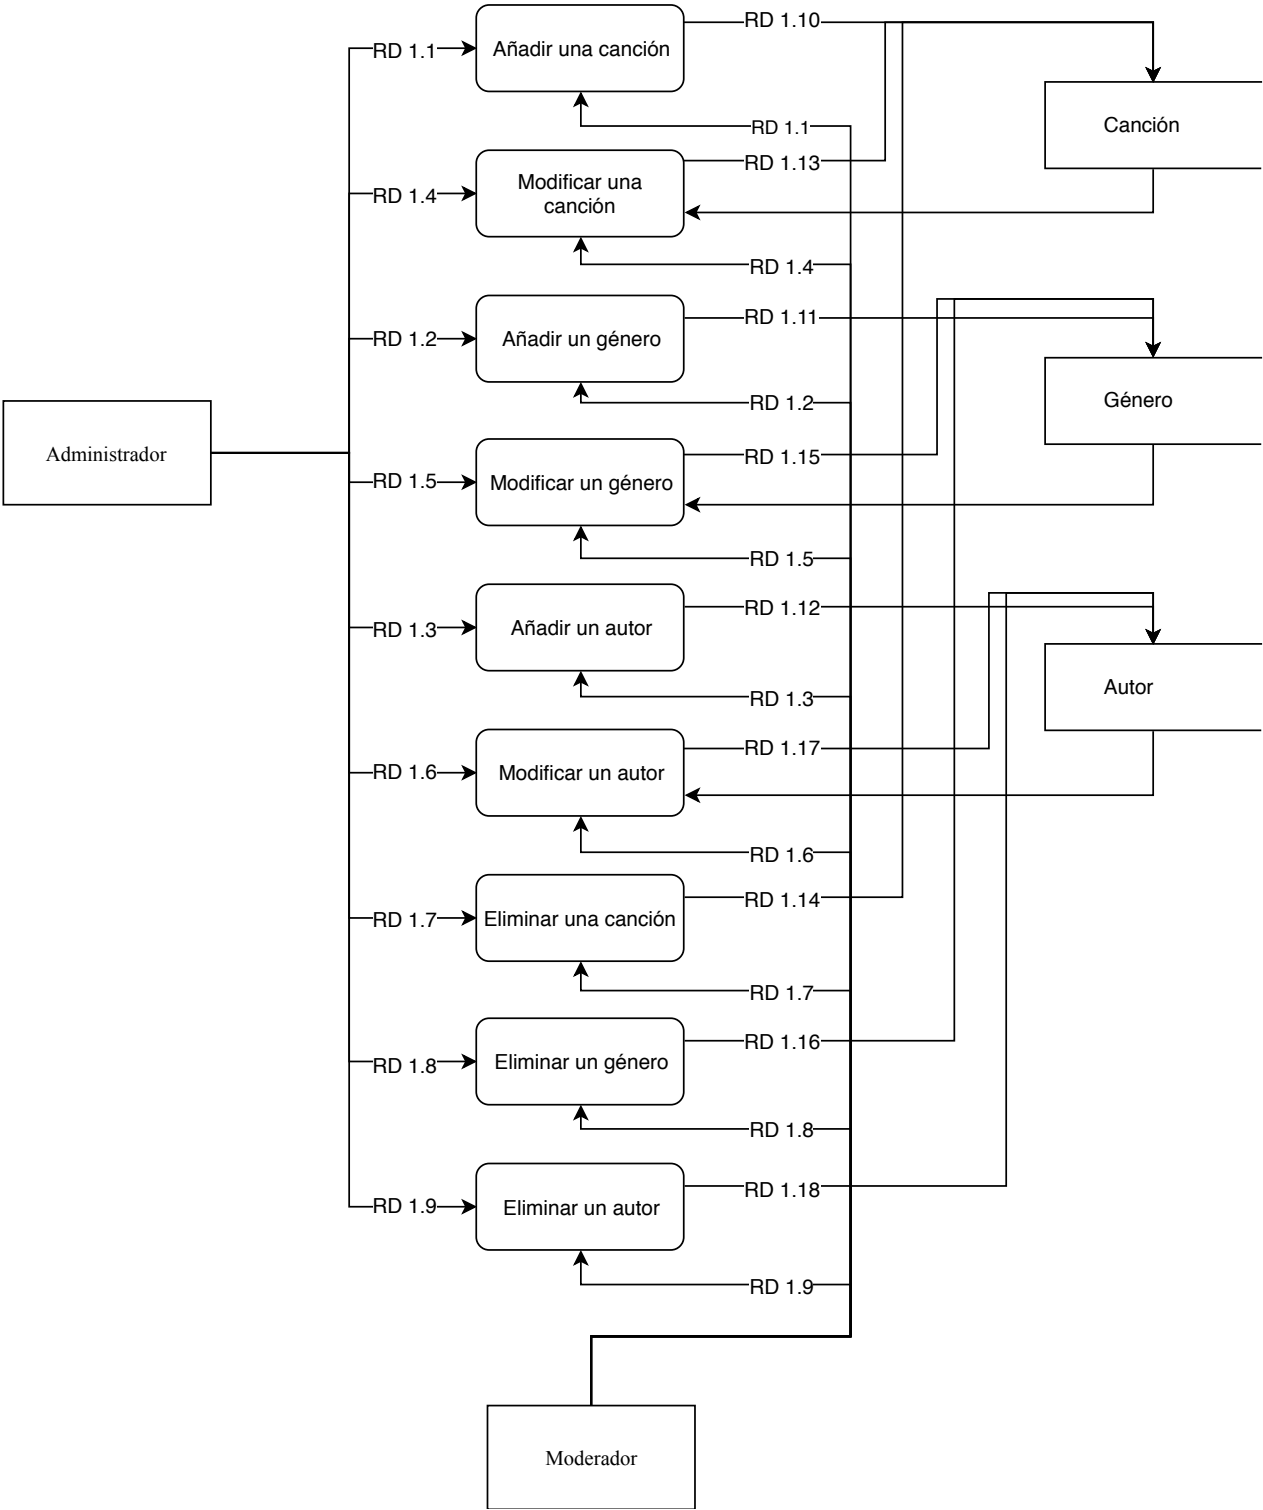 RD 1.10
RD 1.1
Añadir una canción
Canción
RD 1.1
RD 1.13
RD 1.4
Modificar una
canción
RD 1.4
RD 1.11
RD 1.2
Añadir un género
Género
RD 1.2
Administrador
RD 1.15
RD 1.5
Modificar un género
RD 1.5
RD 1.12
RD 1.3
Añadir un autor
Autor
RD 1.3
RD 1.17
RD 1.6
Modificar un autor
RD 1.6
RD 1.14
RD 1.7
Eliminar una canción
RD 1.7
RD 1.16
RD 1.8
Eliminar un género
RD 1.8
RD 1.18
RD 1.9
Eliminar un autor
RD 1.9
Moderador